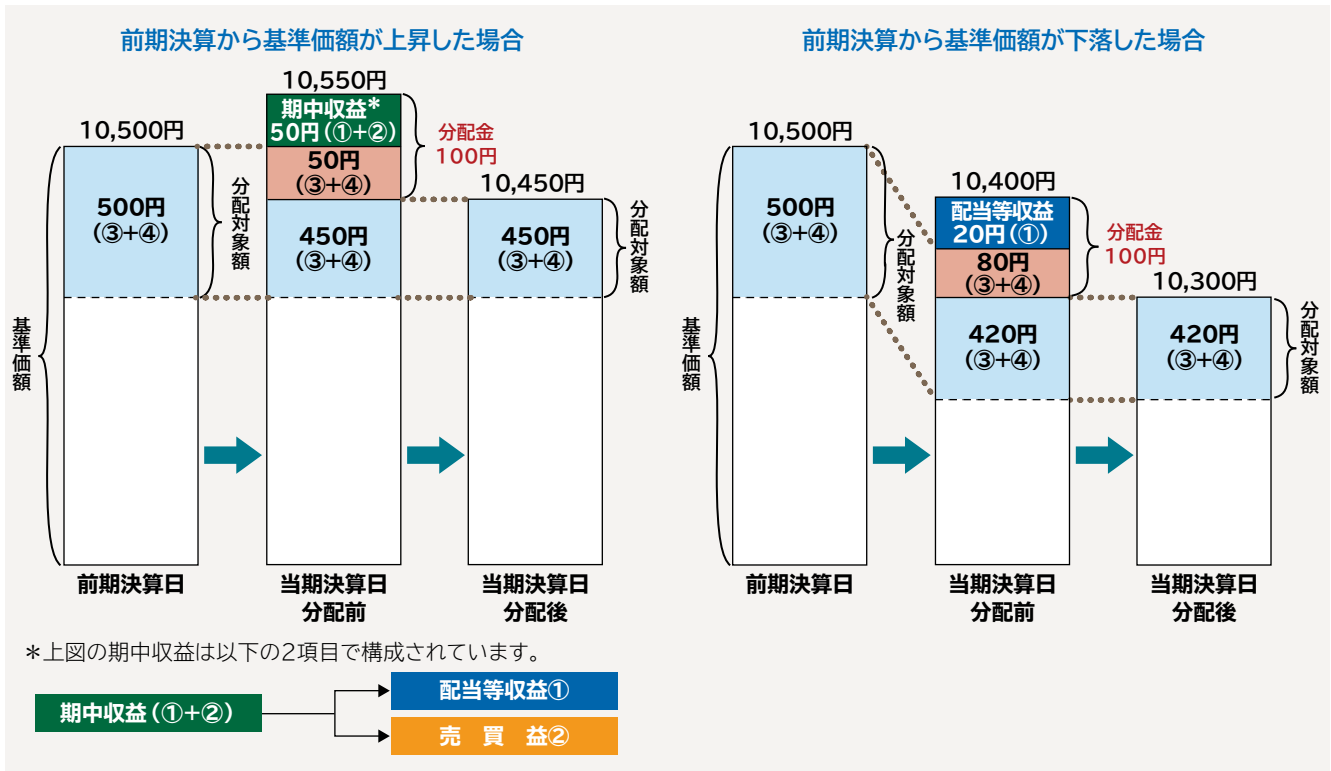 前期決算から基準価額が上昇した場合
10,500円
500円
(③+④)
分配対象額
基準価額
前期決算日
10,550円
期中収益*
50円(①+②)
50円
(③+④)
450円
(③+④)
分配金
100円
当期決算日
分配前
10,450円
450円
(③+④)
分配対象額
当期決算日
分配後
前期決算から基準価額が下落した場合
10,500円
500円
(③+④)
分配対象額
基準価額
前期決算日
10,400円
配当等収益
20円(①)
80円
(③+④)
420円
(③+④)
分配金
100円
当期決算日
分配前
10,300円
420円
(③+④)
分配対象額
当期決算日
分配後
*上図の期中収益は以下の2項目で構成されています。
期中収益(①+②)
配当等収益①
売 買 益②